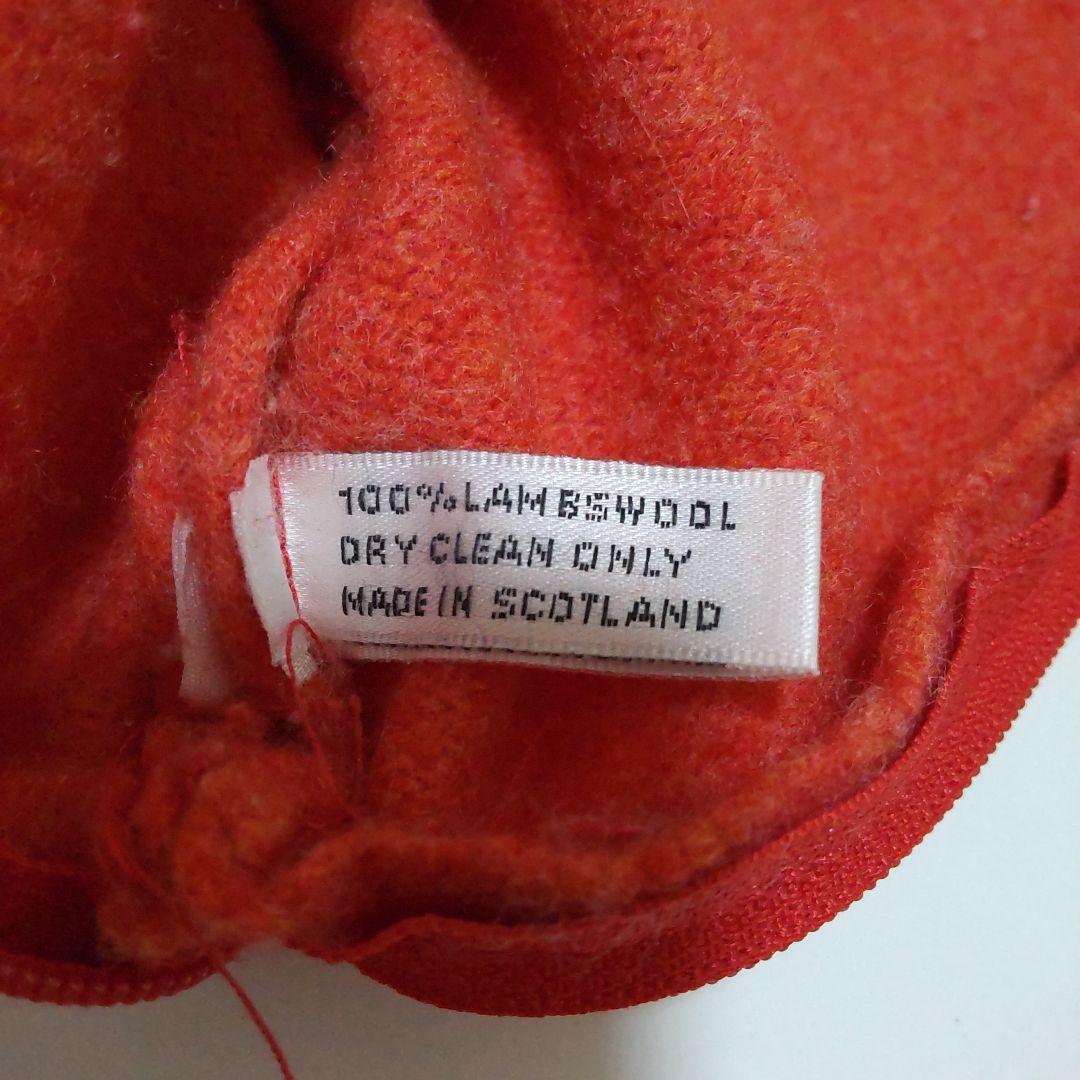 100% LAMBSWOOL
DRY CLEAN ONLY
MADE IN SCOTLAND